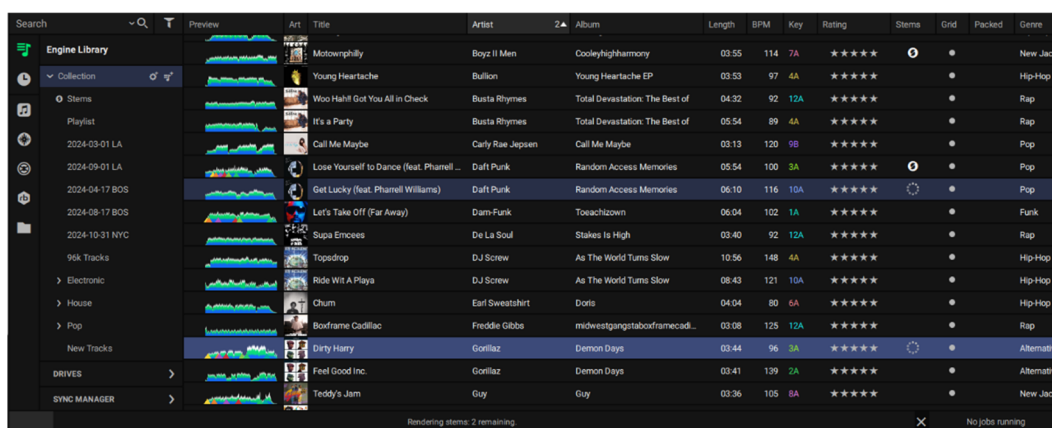 Search Preview Art Title Artist 2 Album Length BPM Key Rating Stems Grid Packed Genre
Engine Library
Collection
Stems
Playlist
2024-03-01 LA
2024-09-01 LA
2024-04-17 BOS
2024-08-17 BOS
2024-10-31 NYC
96k Tracks
Electronic
House
Pop
New Tracks
DRIVES
SYNC MANAGER
Motownphilly Boyz II Men Cooleyhighharmony 03:55 114 7A ★★★★★ New Jac
Young Heartache Bullion Young Heartache EP 03:53 97 4A ★★★★★ Hip-Hop
Woo Hah!! Got You All in Check Busta Rhymes Total Devastation: The Best of 04:32 92 12A ★★★★★ Rap
It's a Party Busta Rhymes Total Devastation: The Best of 05:54 89 4A ★★★★★ Rap
Call Me Maybe Carly Rae Jepsen Call Me Maybe 03:13 120 9B ★★★★★ Pop
Lose Yourself to Dance (feat. Pharrell ... Daft Punk Random Access Memories 05:54 100 3A ★★★★★ Pop
Get Lucky (feat. Pharrell Williams) Daft Punk Random Access Memories 06:10 116 10A ★★★★★ Pop
Let's Take Off (Far Away) Dam-Funk Toeachizown 06:04 102 1A ★★★★★ Funk
Supa Emcees De La Soul Stakes Is High 03:40 92 12A ★★★★★ Rap
Topsdrop DJ Screw As The World Turns Slow 10:56 148 4A ★★★★★ Hip-Hop
Ride Wit A Playa DJ Screw As The World Turns Slow 08:43 121 10A ★★★★★ Hip-Hop
Chum Earl Sweatshirt Doris 04:04 80 6A ★★★★★ Hip-Hop
Boxframe Cadillac Freddie Gibbs midwestgangstaboxframecadi... 03:08 125 12A ★★★★★ Rap
Dirty Harry Gorillaz Demon Days 03:44 96 3A ★★★★★ Alternati
Feel Good Inc. Gorillaz Demon Days 03:41 139 2A ★★★★★ Alternati
Teddy's Jam Guy Guy 03:36 105 8A ★★★★★ New Jac
Rendering stems: 2 remaining. No jobs running